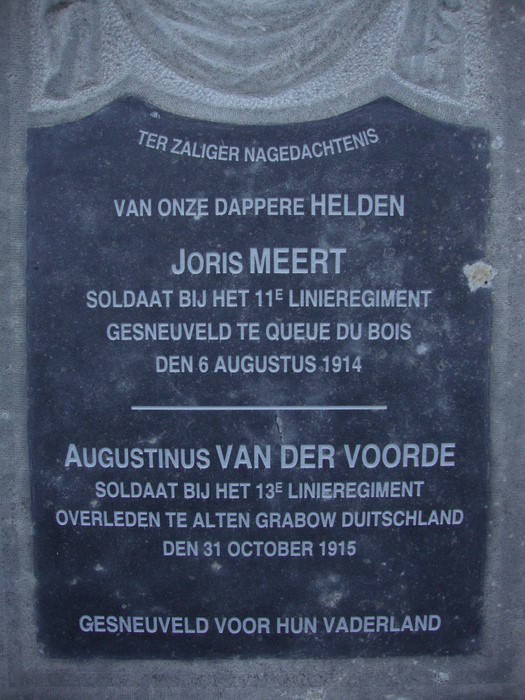 TER ZALIGER NAGEDACHTENIS
VAN ONZE DAPPERE HELDEN
JORIS MEERT
SOLDAAT BIJ HET 11E LINIEREGIMENT
GESNEUVELD TE QUEUE DU BOIS
DEN 6 AUGUSTUS 1914
AUGUSTINUS VAN DER VOORDE
SOLDAAT BIJ HET 13E LINIEREGIMENT
OVERLEDEN TE ALTEN GRABOW DUITSCHLAND
DEN 31 OCTOBER 1915
GESNEUVELD VOOR HUN VADERLAND